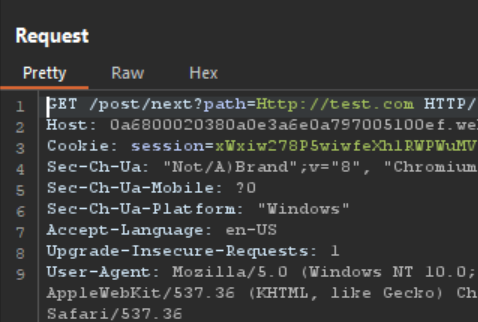 Request
Pretty Raw Hex
1 GET /post/next?path=Http://test.com HTTP/
2 Host: 0a6800020380a0e3a6e0a797005100ef.we
3 Cookie: session=xWxiw278P5wiwfeXhlRWPWuMV
4 Sec-Ch-Ua: "Not/A)Brand";v="8", "Chromium
5 Sec-Ch-Ua-Mobile: ?0
6 Sec-Ch-Ua-Platform: "Windows"
7 Accept-Language: en-US
8 Upgrade-Insecure-Requests: 1
9 User-Agent: Mozilla/5.0 (Windows NT 10.0;
AppleWebKit/537.36 (KHTML, like Gecko) Ch
Safari/537.36